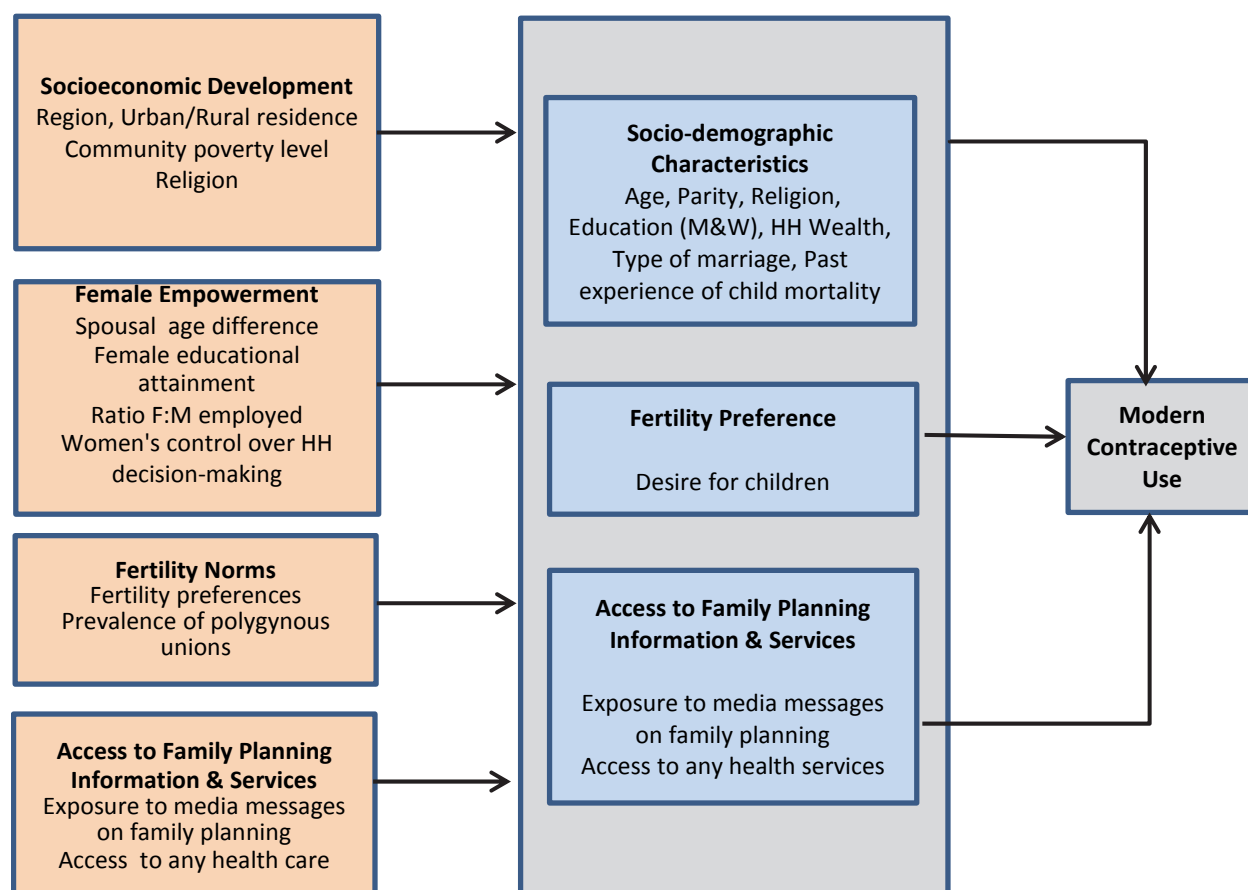 Socioeconomic Development
Region, Urban/Rural residence
Community poverty level
Religion
Female Empowerment
Spousal age difference
Female educational
attainment
Ratio F:M employed
Women's control over HH
decision-making
Fertility Norms
Fertility preferences
Prevalence of polygynous
unions
Access to Family Planning
Information & Services
Exposure to media messages
on family planning
Access to any health care
Socio-demographic
Characteristics
Age, Parity, Religion,
Education (M&W), HH Wealth,
Type of marriage, Past
experience of child mortality
Fertility Preference
Desire for children
Access to Family Planning
Information & Services
Exposure to media messages
on family planning
Access to any health services
Modern
Contraceptive
Use